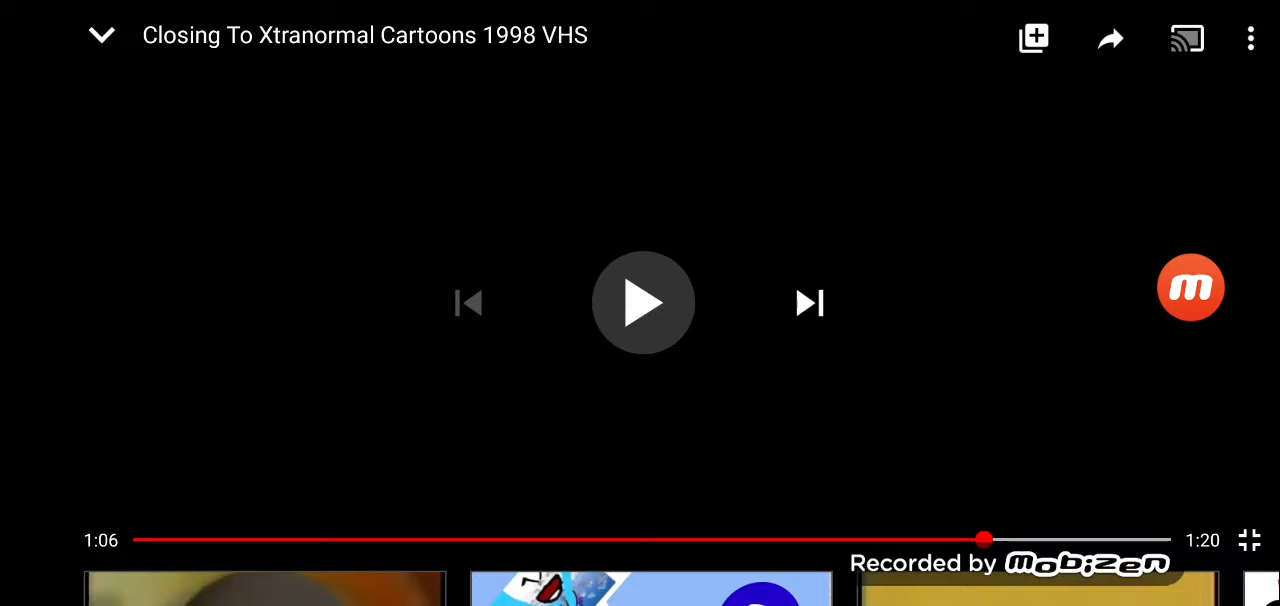 Closing To Xtranormal Cartoons 1998 VHS
m
1:06
1:20
Recorded by mobizen